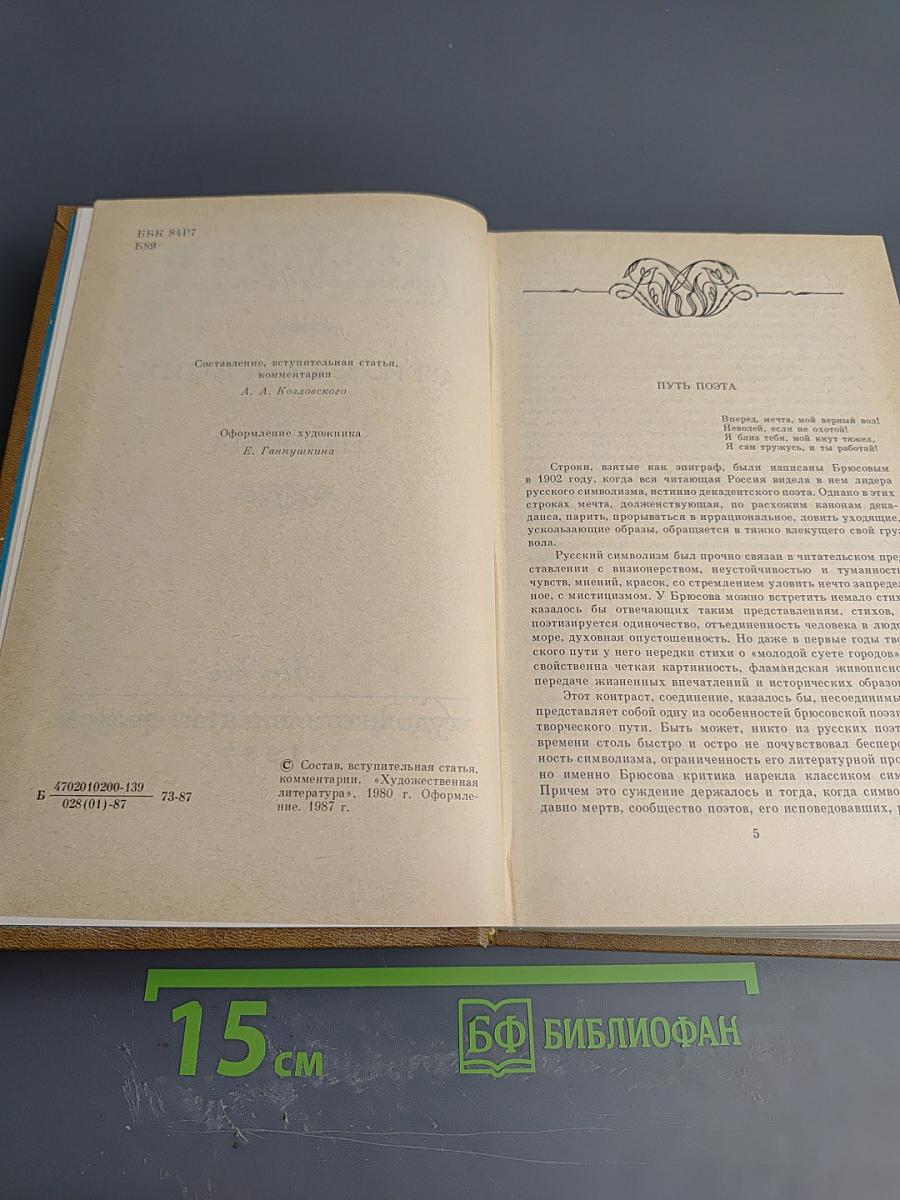 ББК 84Р7
Б89
Составление, вступительная статья,
комментарии
А. А. Козловского
Оформление художника
Е. Ганнушкина
Б 4702010200-139 73-87
028(01)-87
© Состав, вступительная статья,
комментарии. «Художественная
литература», 1980 г. Оформле-
ние. 1987 г.
ПУТЬ ПОЭТА
Вперед, мечта, мой верный вол!
Неволей, если не охотой!
Я близ тебя, мой кнут тяжел,
Я сам тружусь, и ты работай!
Строки, взятые как эпиграф, были написаны Брюсовым
в 1902 году, когда вся читающая Россия видела в нем лидера
русского символизма, истинно декадентского поэта. Однако в этих
строках мечта, долженствующая, по расхожим канонам дека-
данса, парить, прорываться в иррациональное, ловить уходящие,
ускользающие образы, обращается в тяжко влекущего свой груз
вола.
Русский символизм был прочно связан в читательском пред
ставлении с визионерством, неустойчивостью и туманност
чувств, мнений, красок, со стремлением уловить нечто запредел
ное, с мистицизмом. У Брюсова можно встретить немало стих
казалось бы отвечающих таким представлениям, стихов,
поэтизируется одиночество, отъединенность человека в людс
море, духовная опустошенность. Но даже в первые годы тво
ского пути у него нередки стихи о «молодой суете городов»
свойственна четкая картинность, фламандская живописно
передаче жизненных впечатлений и исторических образов
Этот контраст, соединение, казалось бы, несоединимы
представляет собой одну из особенностей брюсовской поэзи
творческого пути. Быть может, никто из русских поэт
времени столь быстро и остро не почувствовал бесперс
ность символизма, ограниченность его литературной про
но именно Брюсова критика нарекла классиком сим
Причем это суждение держалось и тогда, когда симво
давно мертв, сообщество поэтов, его исповедовавших, р
5
15 см
БФ БИБЛИОФАН